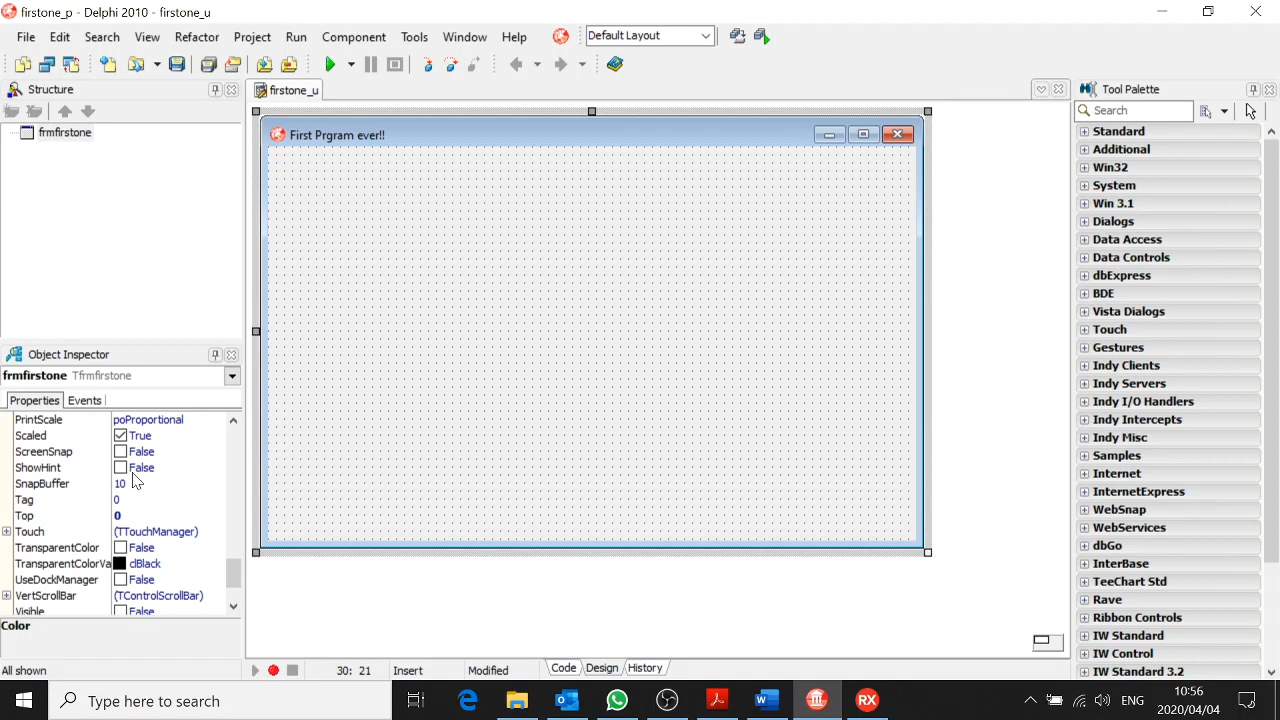 firstone_p - Delphi 2010 - firstone_u
File Edit Search View Refactor Project Run Component Tools Window Help Default Layout
Structure
frmfirstone
Object Inspector
frmfirstone Tfrmfirstone
Properties Events
PrintScale poProportional
Scaled True
ScreenSnap False
ShowHint False
SnapBuffer 10
Tag 0
Top 0
Touch (TTouchManager)
TransparentColor False
TransparentColorVa clBlack
UseDockManager False
VertScrollBar (TControlScrollBar)
Visible False
Color
All shown
firstone_u
First Prgram ever!!
30: 21 Insert Modified Code Design History
Tool Palette
Search
Standard
Additional
Win32
System
Win 3.1
Dialogs
Data Access
Data Controls
dbExpress
BDE
Vista Dialogs
Touch
Gestures
Indy Clients
Indy Servers
Indy I/O Handlers
Indy Intercepts
Indy Misc
Samples
Internet
InternetExpress
WebSnap
WebServices
dbGo
InterBase
TeeChart Std
Rave
Ribbon Controls
IW Standard
IW Control
IW Standard 3.2
Type here to search
RX
ENG
10:56
2020/04/04